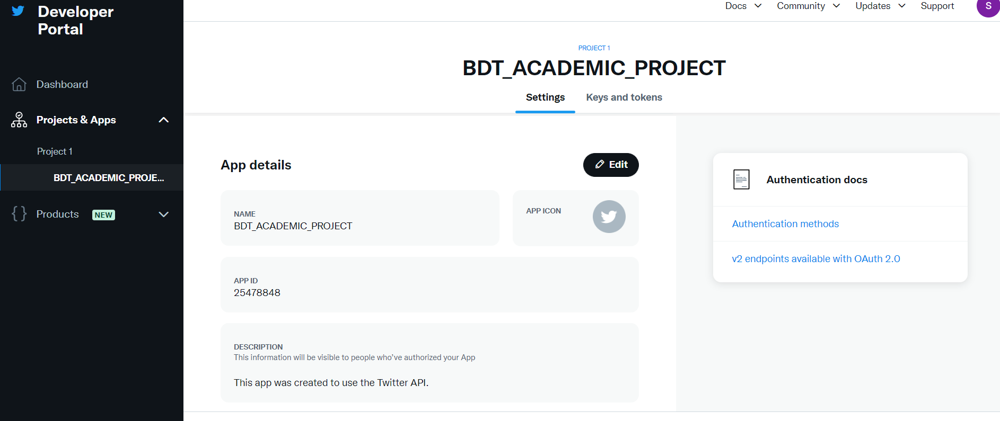 Developer
Portal
Docs
Community
Updates
Support
S
Dashboard
Projects & Apps
Project 1
BDT_ACADEMIC_PROJE...
Products
NEW
PROJECT 1
BDT_ACADEMIC_PROJECT
Settings
Keys and tokens
App details
Edit
NAME
BDT_ACADEMIC_PROJECT
APP ICON
APP ID
25478848
DESCRIPTION
This information will be visible to people who've authorized your App
This app was created to use the Twitter API.
Authentication docs
Authentication methods
v2 endpoints available with OAuth 2.0